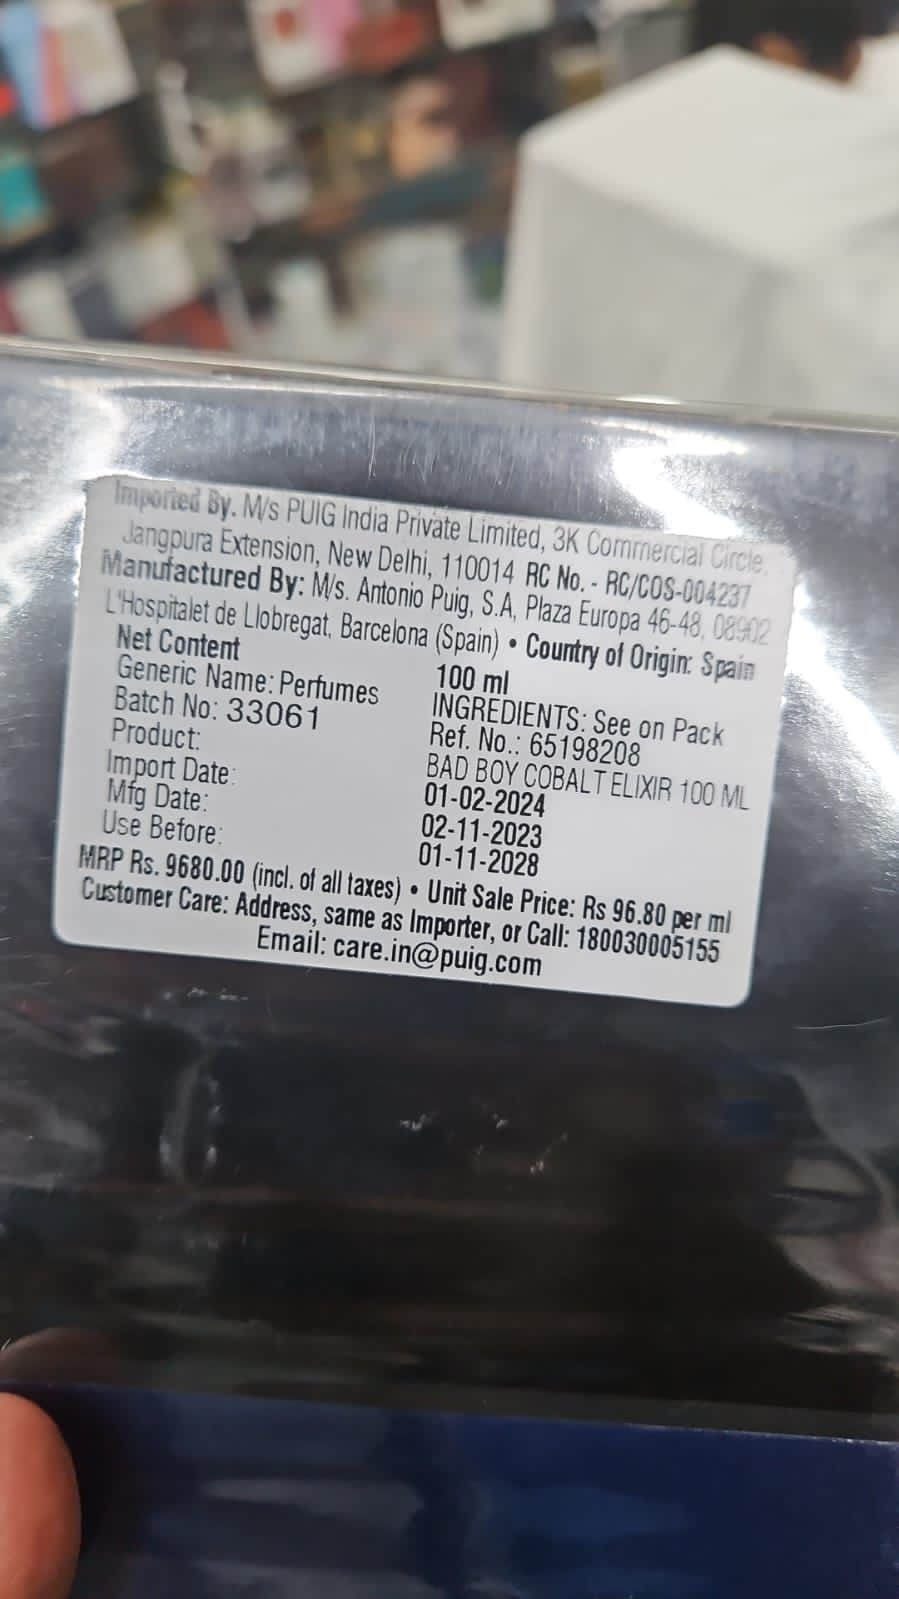 Imported By. M/s PUIG India Private Limited, 3K Commercial Circle,
Jangpura Extension, New Delhi, 110014 RC No. - RC/COS-004237
Manufactured By: M/s. Antonio Puig, S.A, Plaza Europa 46-48, 08902
L'Hospitalet de Llobregat, Barcelona (Spain) • Country of Origin: Spain
Net Content 100 ml
Generic Name: Perfumes INGREDIENTS: See on Pack
Batch No: 33061 Ref. No.: 65198208
Product: BAD BOY COBALT ELIXIR 100 ML
Import Date: 01-02-2024
Mfg Date: 02-11-2023
Use Before: 01-11-2028
MRP Rs. 9680.00 (incl. of all taxes) • Unit Sale Price: Rs 96.80 per ml
Customer Care: Address, same as Importer, or Call: 180030005155
Email: care.in@puig.com